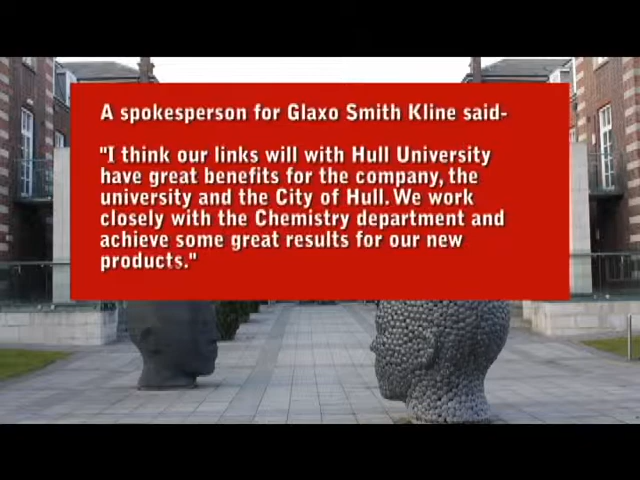 A spokesperson for Glaxo Smith Kline said-
"I think our links will with Hull University
have great benefits for the company, the
university and the City of Hull. We work
closely with the Chemistry department and
achieve some great results for our new
products."